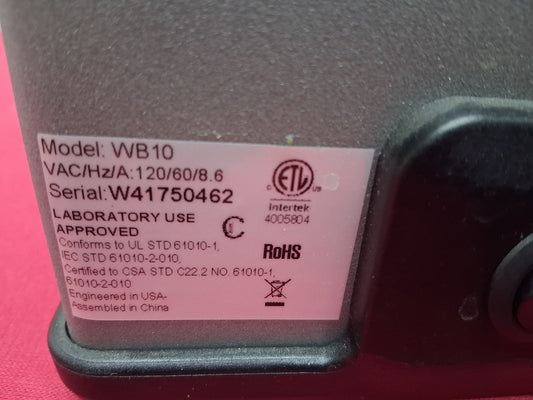 Model: WB10
VAC/Hz/A:120/60/8.6
Serial:W41750462
LABORATORY USE
APPROVED
Conforms to UL STD 61010-1,
IEC STD 61010-2-010,
Certified to CSA STD C22.2 NO. 61010-1,
61010-2-010
Engineered in USA-
Assembled in China
C ETL US
Intertek
4005804
C
RoHS